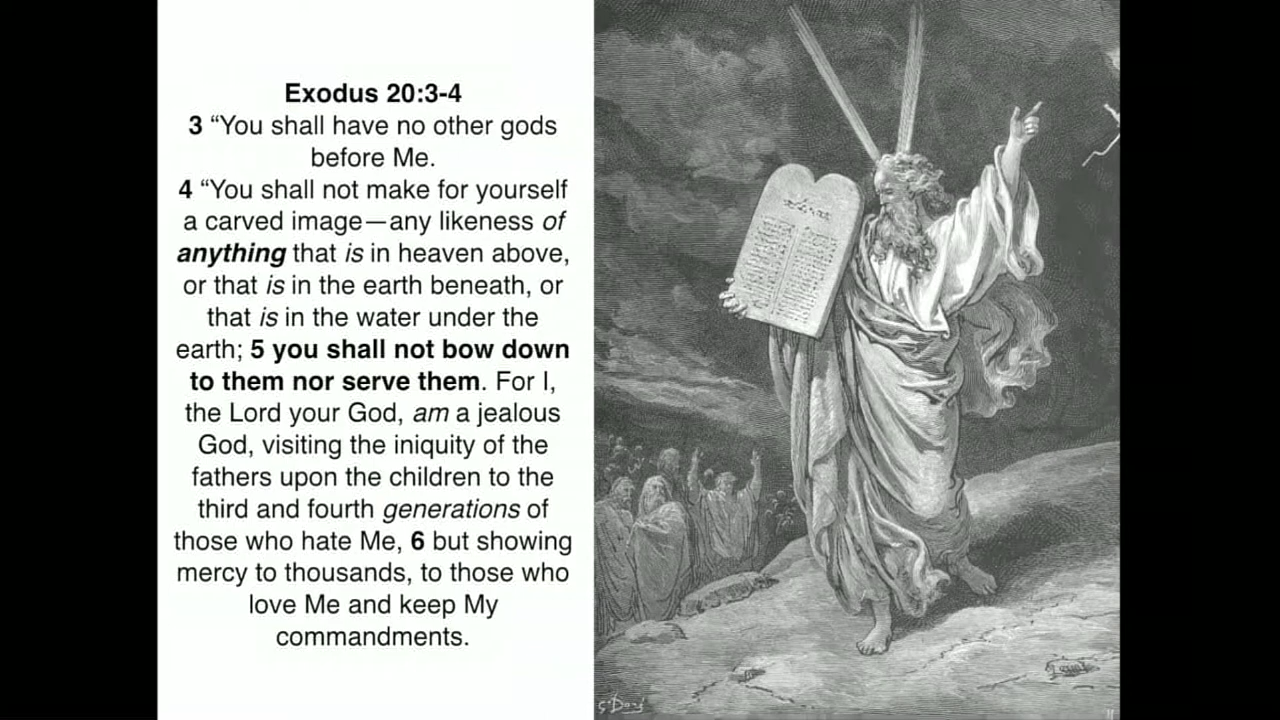 Exodus 20:3-4
3 “You shall have no other gods
before Me.
4 “You shall not make for yourself
a carved image—any likeness of
anything that is in heaven above,
or that is in the earth beneath, or
that is in the water under the
earth; 5 you shall not bow down
to them nor serve them. For I,
the Lord your God, am a jealous
God, visiting the iniquity of the
fathers upon the children to the
third and fourth generations of
those who hate Me, 6 but showing
mercy to thousands, to those who
love Me and keep My
commandments.
G Doré